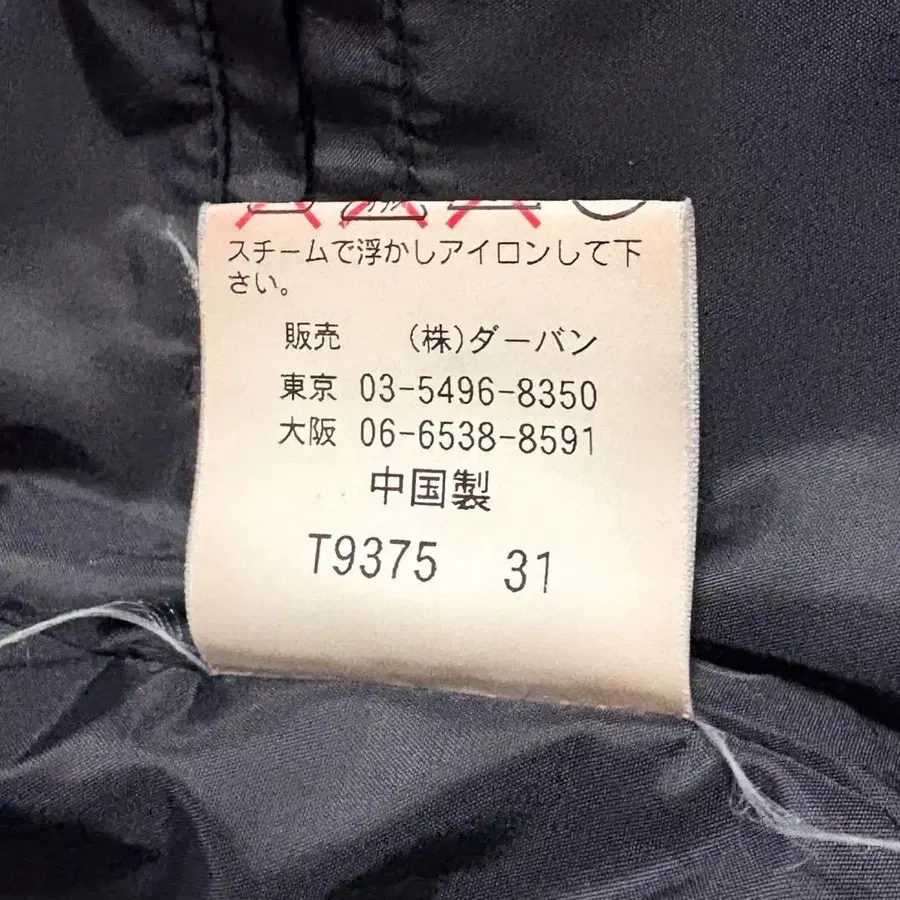 スチームで浮かしアイロンして下
さい。
販売 (株)ダーバン
東京 03-5496-8350
大阪 06-6538-8591
中国製
T9375 31